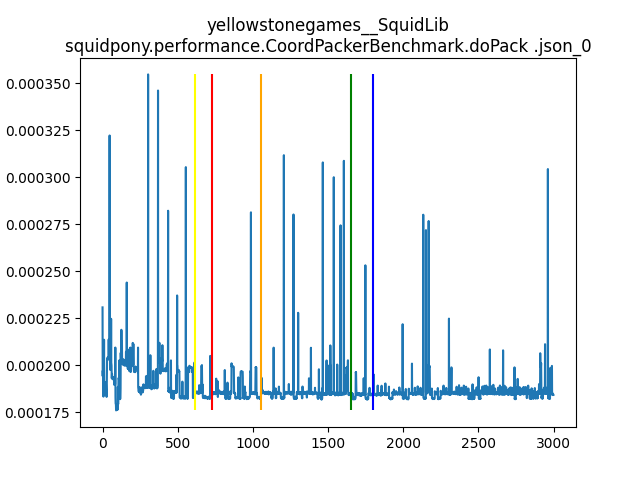 yellowstonegames__SquidLib
squidpony.performance.CoordPackerBenchmark.doPack .json_0
0.000350
0.000325
0.000300
0.000275
0.000250
0.000225
0.000200
0.000175
0 500 1000 1500 2000 2500 3000